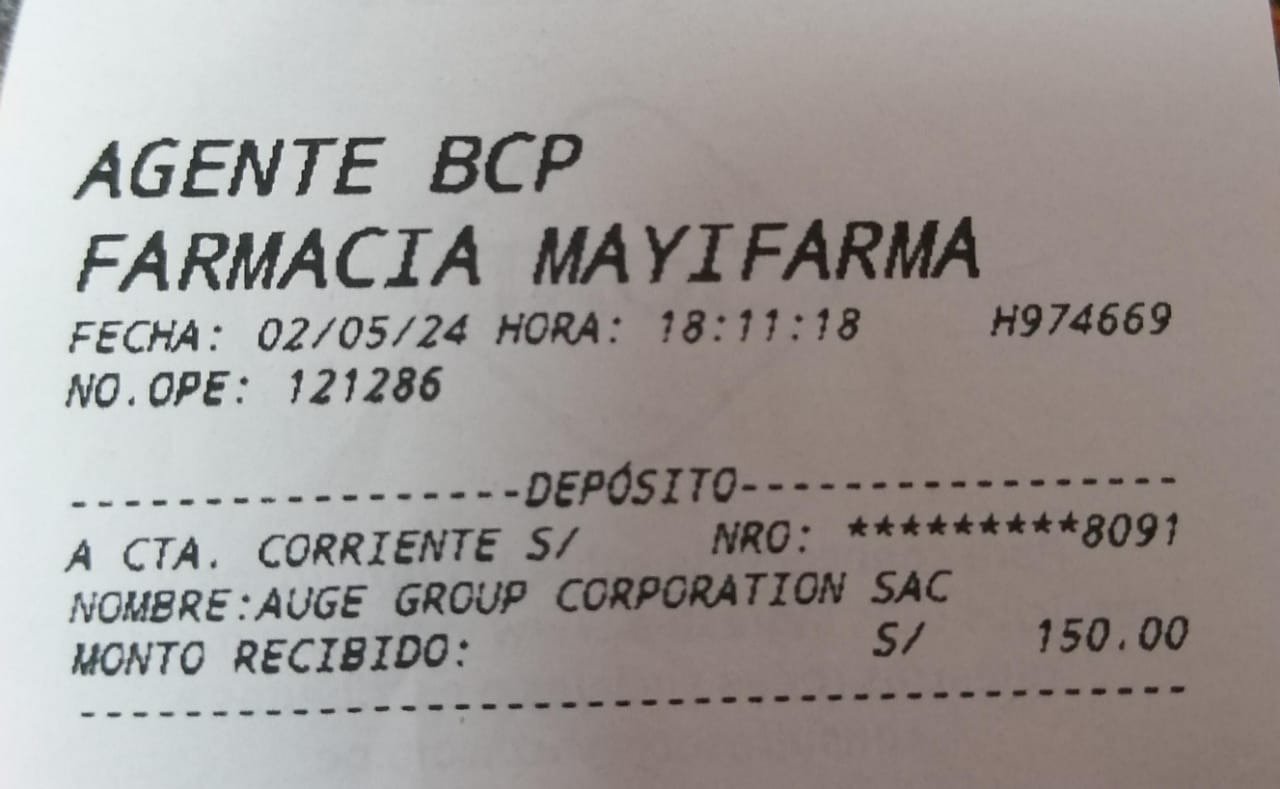 AGENTE BCP
FARMACIA MAYIFARMA
FECHA: 02/05/24 HORA: 18:11:18 H974669
NO.OPE: 121286
-----------------DEPÓSITO-----------------
A CTA. CORRIENTE S/ NRO: *********8091
NOMBRE:AUGE GROUP CORPORATION SAC
MONTO RECIBIDO: S/ 150.00
------------------------------------------